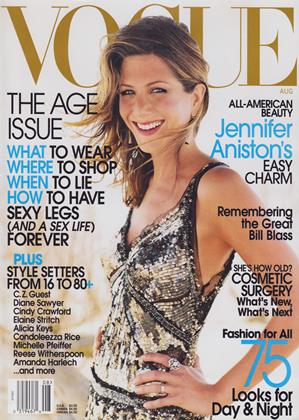 VOGUE
AUG
THE AGE
ISSUE
WHAT TO WEAR
WHERE TO SHOP
WHEN TO LIE
HOW TO HAVE
SEXY LEGS
(AND A SEX LIFE)
FOREVER
PLUS
STYLE SETTERS
FROM 16 TO 80+
C. Z. Guest
Diane Sawyer
Cindy Crawford
Elaine Stritch
Alicia Keys
Condoleezza Rice
Michelle Pfeiffer
Reese Witherspoon
Amanda Harlech
...and more
ALL-AMERICAN
BEAUTY
Jennifer
Aniston's
EASY
CHARM
Remembering
the Great
Bill Blass
SHE'S HOW OLD?
COSMETIC
SURGERY
What's New,
What's Next
Fashion for All
75
Looks for
Day & Night
08>